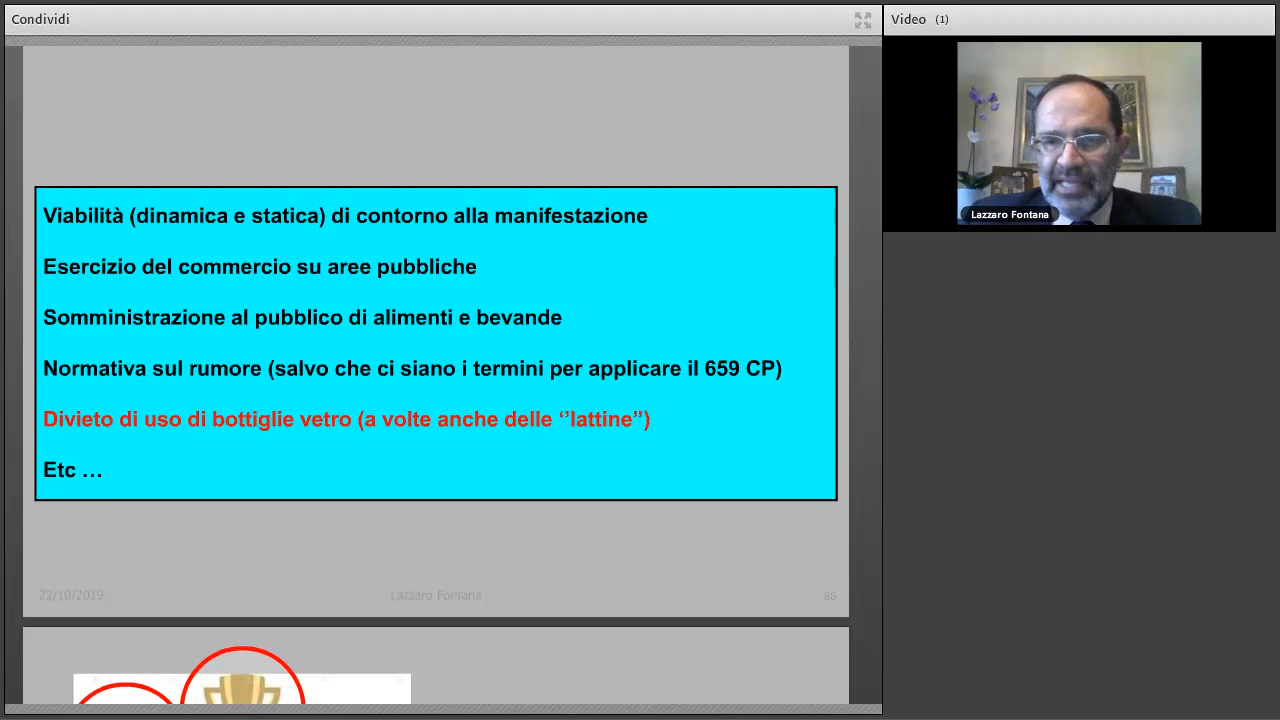 Condividi
Video (1)
Lazzaro Fontana
Viabilità (dinamica e statica) di contorno alla manifestazione
Esercizio del commercio su aree pubbliche
Somministrazione al pubblico di alimenti e bevande
Normativa sul rumore (salvo che ci siano i termini per applicare il 659 CP)
Divieto di uso di bottiglie vetro (a volte anche delle ‘’lattine’’)
Etc …
22/10/2019 Lazzaro Fontana 86